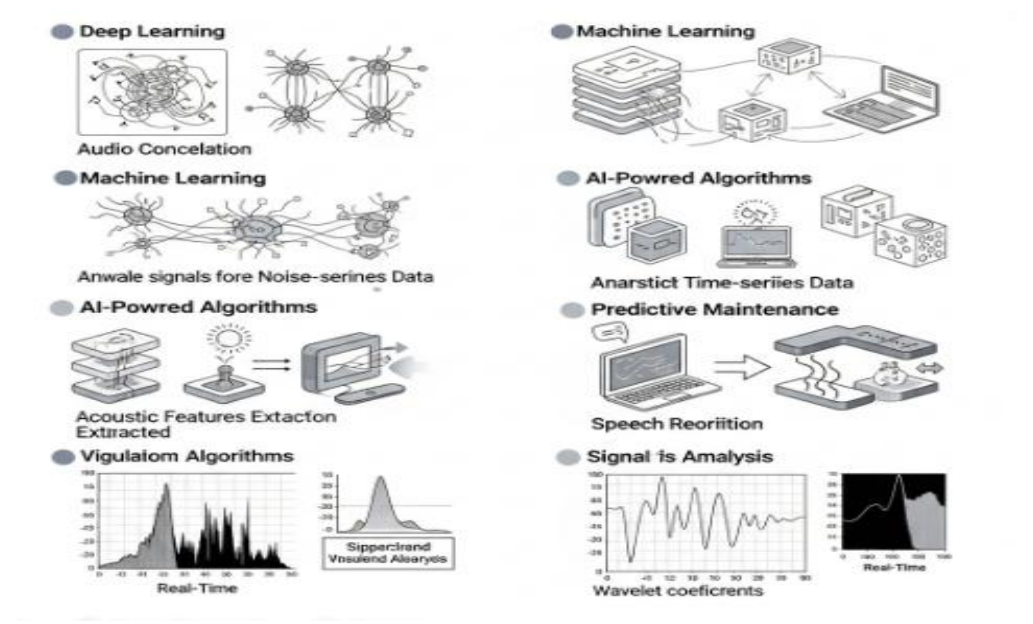 Deep Learning
Audio Concelation
Machine Learning
Anwale signals fore Noise-serines Data
AI-Powred Algorithms
Acoustic Features Extacton
Extracted
Vigulaiom Algorithms
Real-Time
Machine Learning
AI-Powred Algorithms
Anarstict Time-seriies Data
Predictive Maintenance
Speech Reoriition
Signal is Amalysis
Wavelet coeficrents
Real-Time